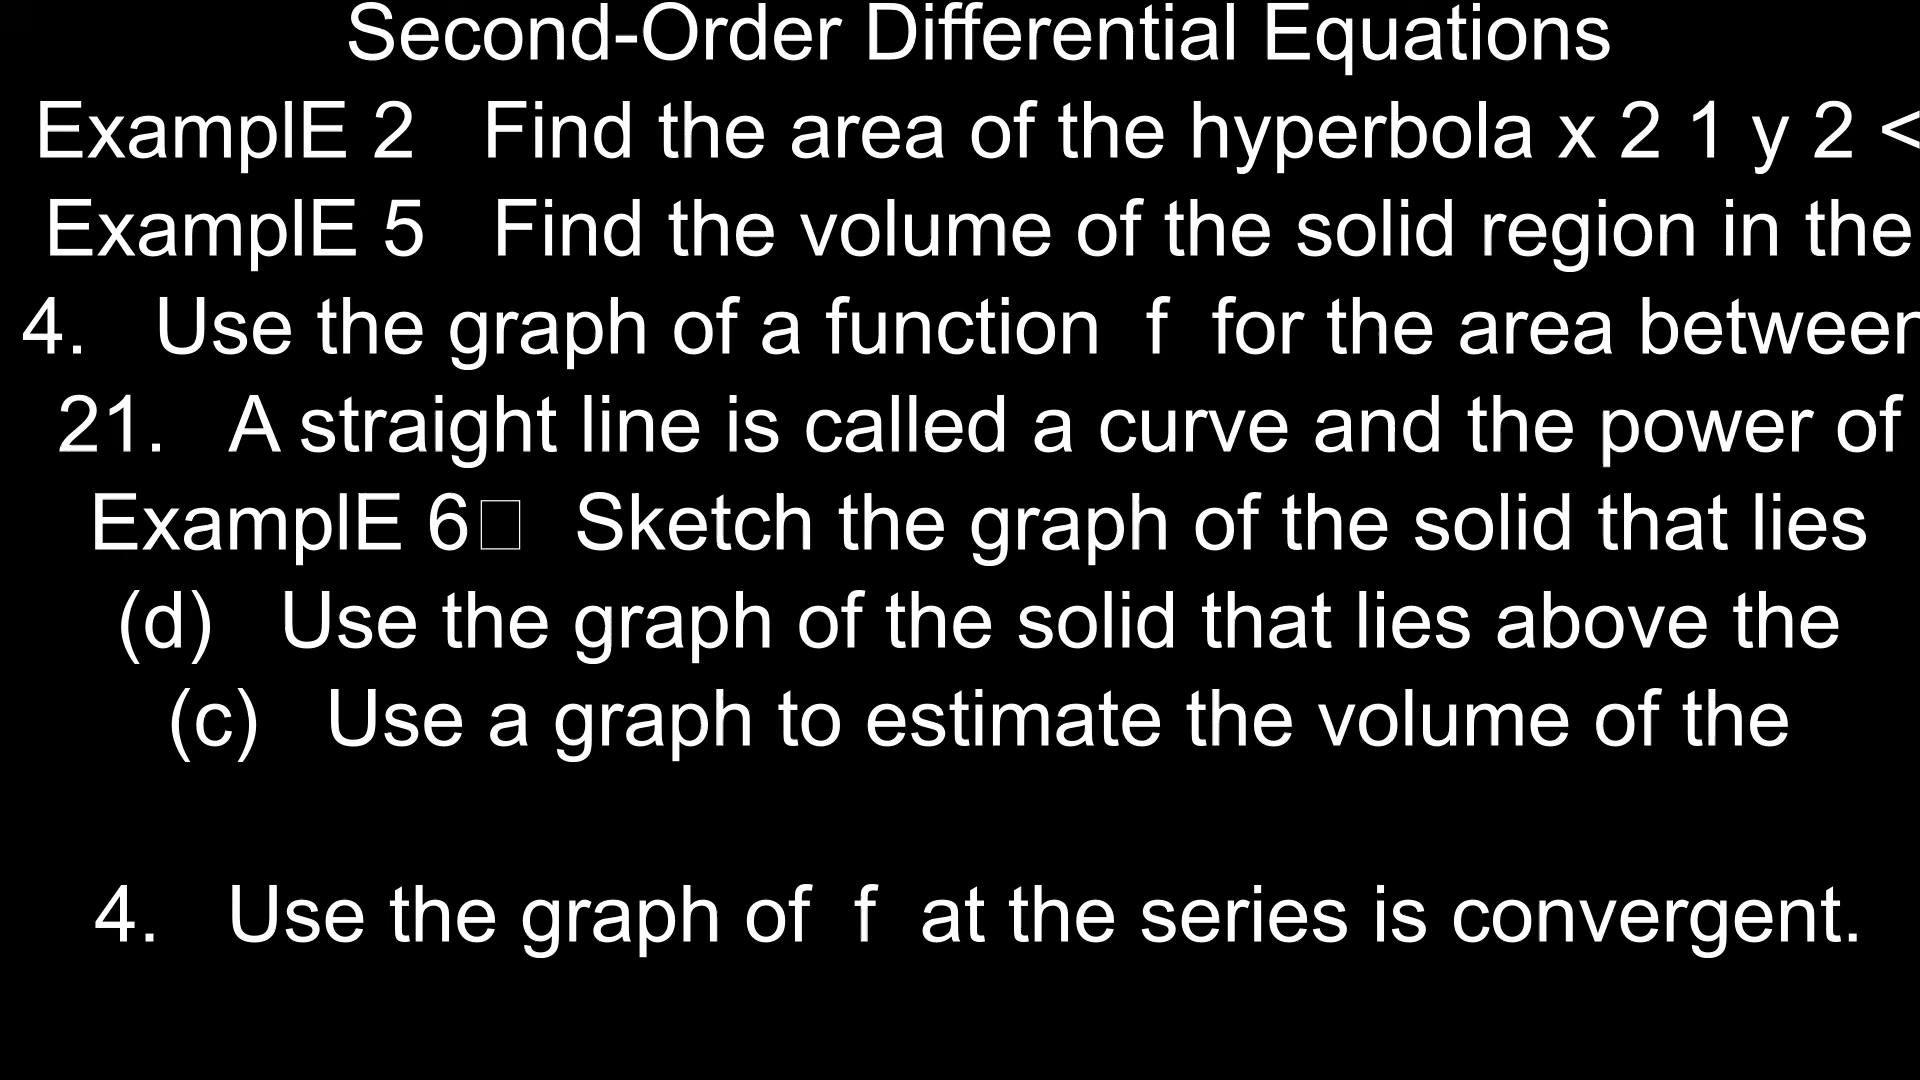 Second-Order Differential Equations
ExamplE 2 Find the area of the hyperbola x 2 1 y 2 <
ExamplE 5 Find the volume of the solid region in the
4. Use the graph of a function f for the area between
21. A straight line is called a curve and the power of
ExamplE 6□ Sketch the graph of the solid that lies
(d) Use the graph of the solid that lies above the
(c) Use a graph to estimate the volume of the
4. Use the graph of f at the series is convergent.